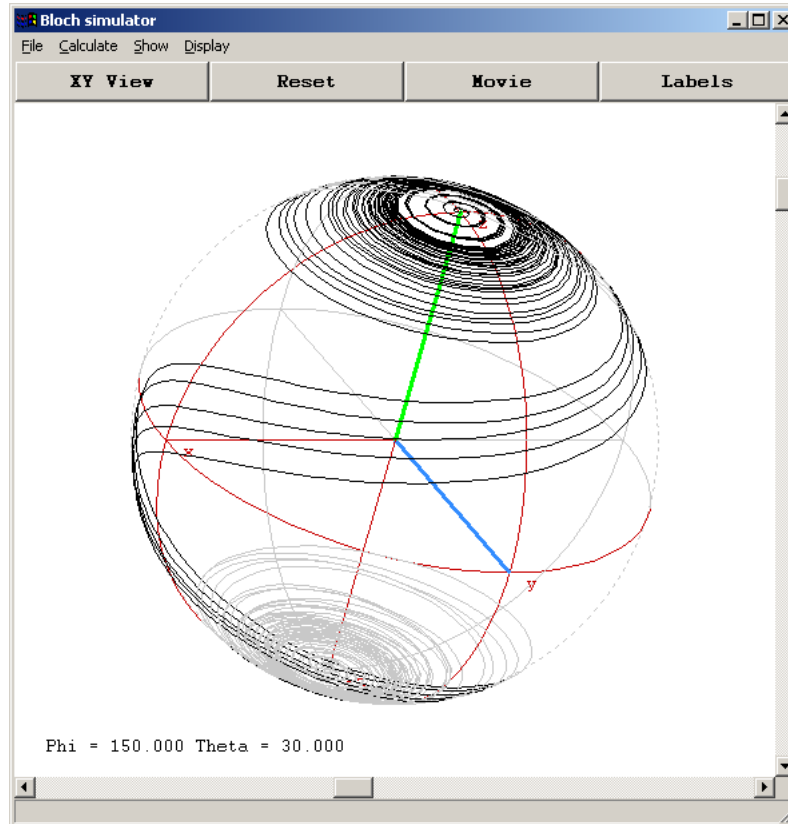 Bloch simulator
File Calculate Show Display
XY View Reset Movie Labels
z
x
y
Phi = 150.000 Theta = 30.000